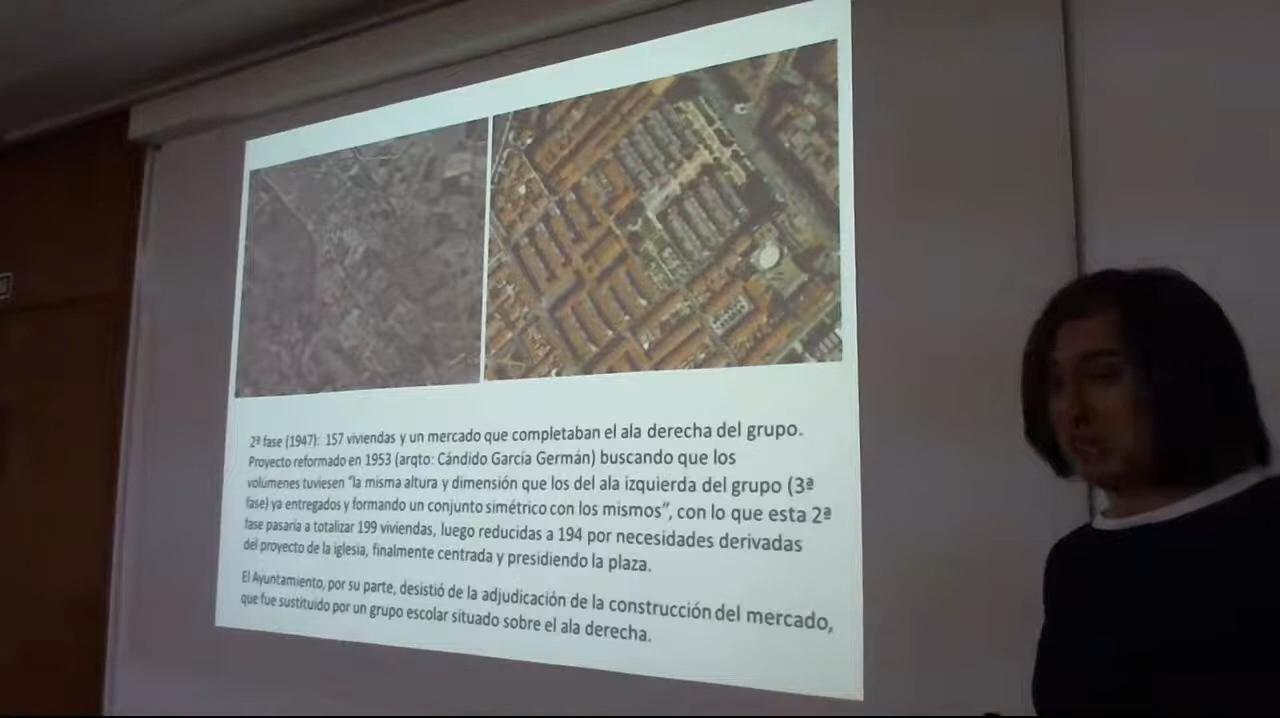 2ª fase (1947): 157 viviendas y un mercado que completaban el ala derecha del grupo.
Proyecto reformado en 1953 (arqto: Cándido García Germán) buscando que los
volúmenes tuviesen "la misma altura y dimensión que los del ala izquierda del grupo (3ª
fase) ya entregados y formando un conjunto simétrico con los mismos", con lo que esta 2ª
fase pasaría a totalizar 199 viviendas, luego reducidas a 194 por necesidades derivadas
del proyecto de la iglesia, finalmente centrada y presidiendo la plaza.
El Ayuntamiento, por su parte, desistió de la adjudicación de la construcción del mercado,
que fue sustituido por un grupo escolar situado sobre el ala derecha.